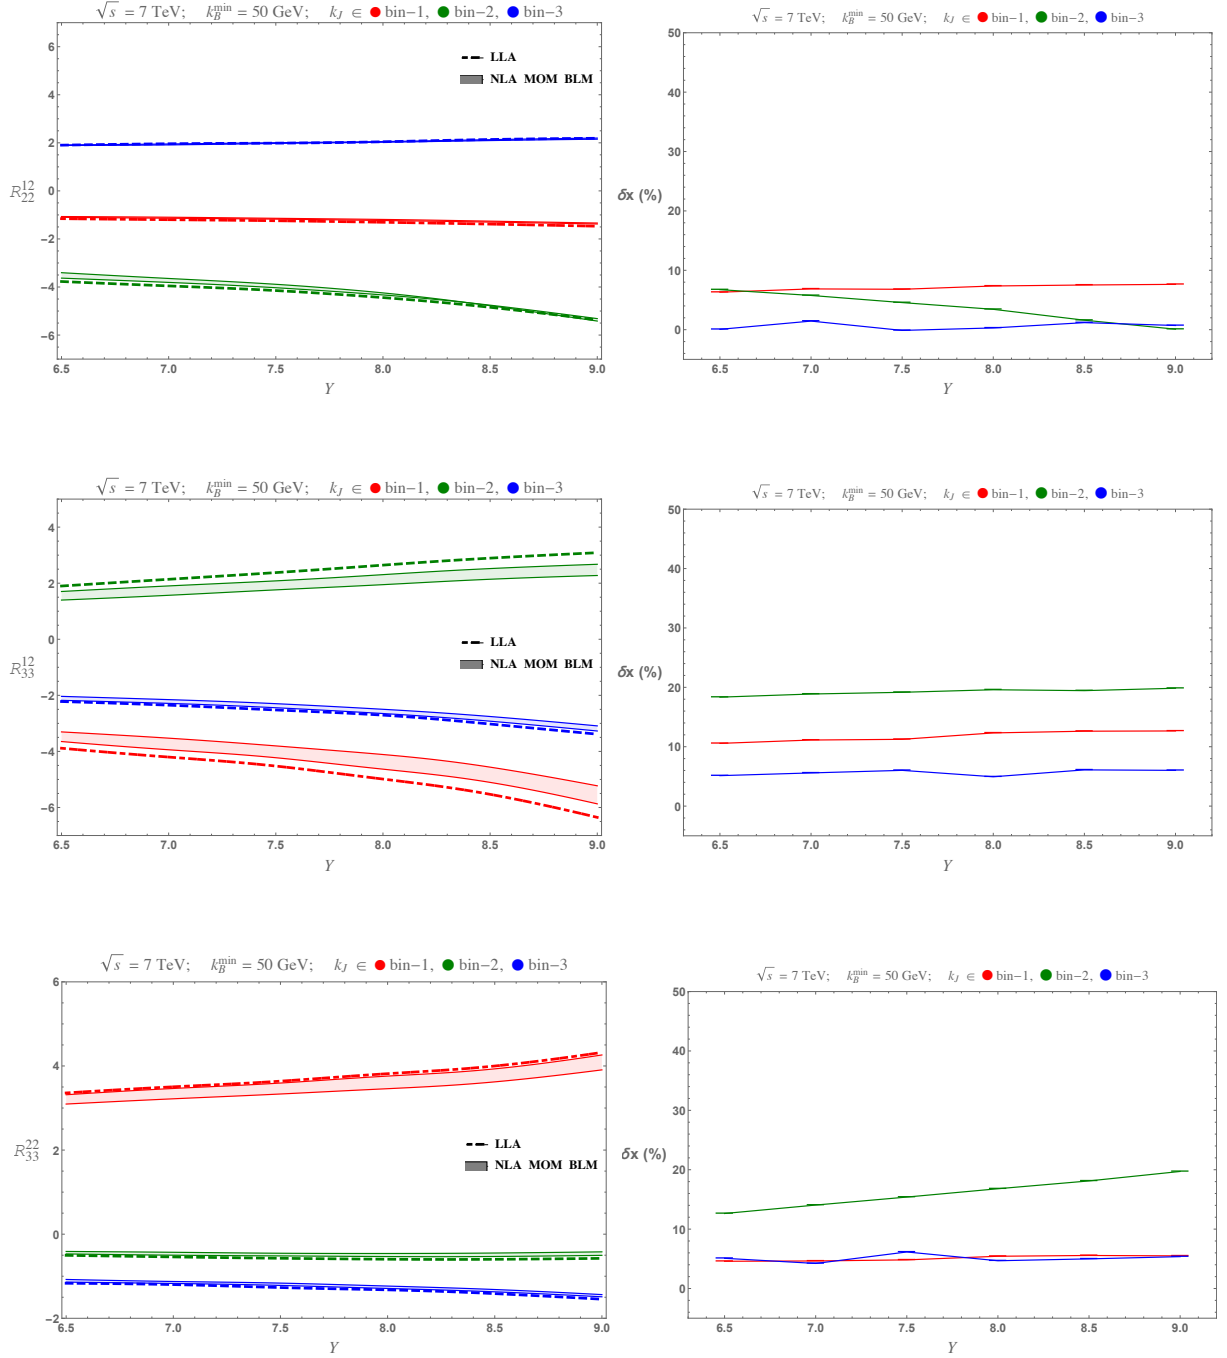 √s = 7 TeV; k_B^min = 50 GeV; k_J ∈ ● bin−1, ● bin−2, ● bin−3
6
4
2
0
−2
−4
−6
R^12_22
LLA
NLA MOM BLM
6.5 7.0 7.5 8.0 8.5 9.0
Y
√s = 7 TeV; k_B^min = 50 GeV; k_J ∈ ● bin−1, ● bin−2, ● bin−3
50
40
30
20
10
0
δx (%)
6.5 7.0 7.5 8.0 8.5 9.0
Y
√s = 7 TeV; k_B^min = 50 GeV; k_J ∈ ● bin−1, ● bin−2, ● bin−3
4
2
0
−2
−4
−6
R^12_33
LLA
NLA MOM BLM
6.5 7.0 7.5 8.0 8.5 9.0
Y
√s = 7 TeV; k_B^min = 50 GeV; k_J ∈ ● bin−1, ● bin−2, ● bin−3
50
40
30
20
10
0
δx (%)
6.5 7.0 7.5 8.0 8.5 9.0
Y
√s = 7 TeV; k_B^min = 50 GeV; k_J ∈ ● bin−1, ● bin−2, ● bin−3
6
4
2
0
−2
R^22_33
LLA
NLA MOM BLM
6.5 7.0 7.5 8.0 8.5 9.0
Y
√s = 7 TeV; k_B^min = 50 GeV; k_J ∈ ● bin−1, ● bin−2, ● bin−3
50
40
30
20
10
0
δx (%)
6.5 7.0 7.5 8.0 8.5 9.0
Y